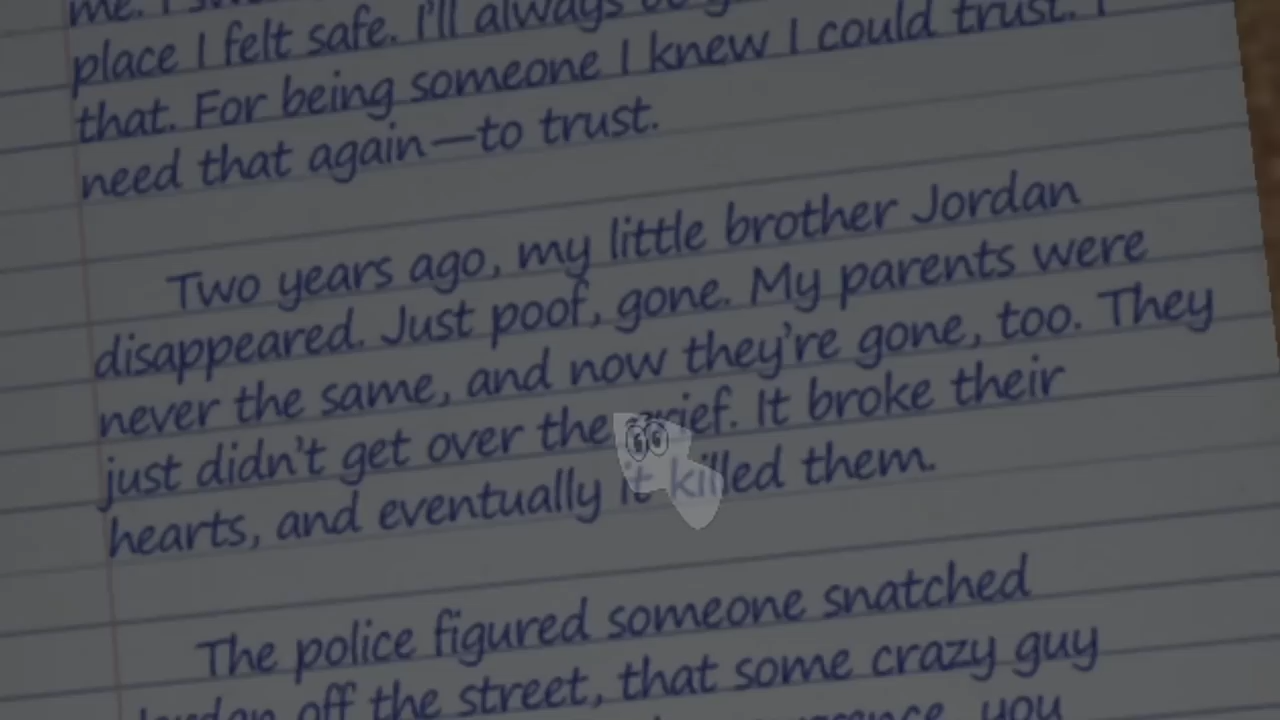 me. I
place I felt safe. I'll always
that. For being someone I knew I could trust. I
need that again—to trust.
Two years ago, my little brother Jordan
disappeared. Just poof, gone. My parents were
never the same, and now they're gone, too. They
just didn't get over the grief. It broke their
hearts, and eventually it killed them.
The police figured someone snatched
Jordan off the street, that some crazy guy
you